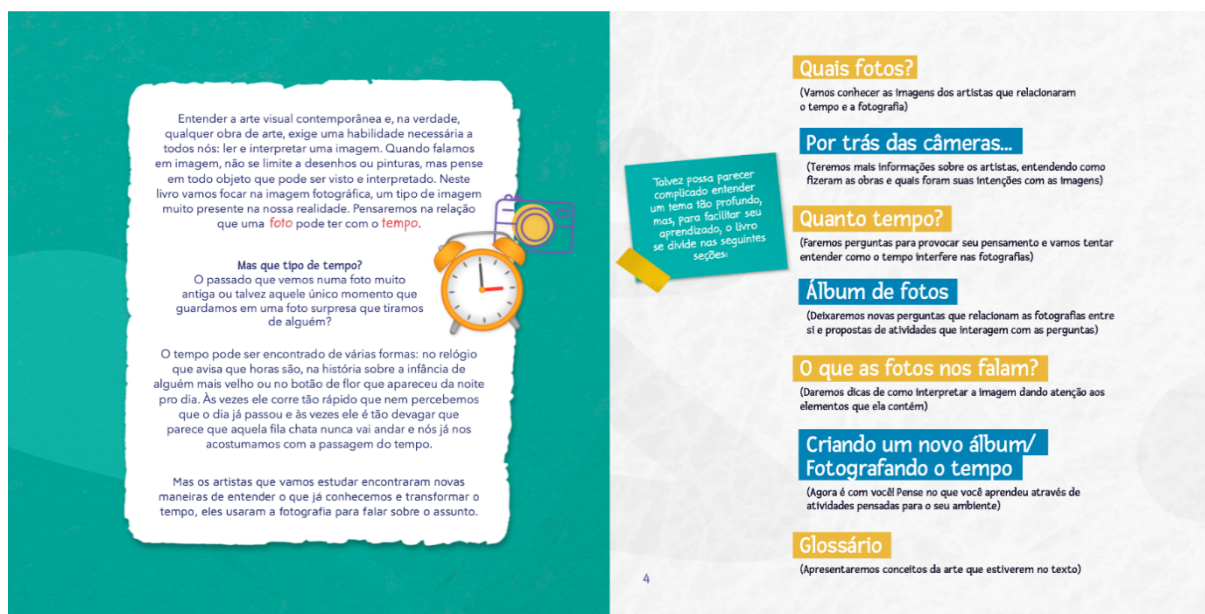 Entender a arte visual contemporânea e, na verdade,
qualquer obra de arte, exige uma habilidade necessária a
todos nós: ler e interpretar uma imagem. Quando falamos
em imagem, não se limite a desenhos ou pinturas, mas pense
em todo objeto que pode ser visto e interpretado. Neste
livro vamos focar na imagem fotográfica, um tipo de imagem
muito presente na nossa realidade. Pensaremos na relação
que uma foto pode ter com o tempo.
Mas que tipo de tempo?
O passado que vemos numa foto muito
antiga ou talvez aquele único momento que
guardamos em uma foto surpresa que tiramos
de alguém?
O tempo pode ser encontrado de várias formas: no relógio
que avisa que horas são, na história sobre a infância de
alguém mais velho ou no botão de flor que apareceu da noite
pro dia. Às vezes ele corre tão rápido que nem percebemos
que o dia já passou e às vezes ele é tão devagar que
parece que aquela fila chata nunca vai andar e nós já nos
acostumamos com a passagem do tempo.
Mas os artistas que vamos estudar encontraram novas
maneiras de entender o que já conhecemos e transformar o
tempo, eles usaram a fotografia para falar sobre o assunto.
Talvez possa parecer
complicado entender
um tema tão profundo,
mas, para facilitar seu
aprendizado, o livro
se divide nas seguintes
seções:
Quais fotos?
(Vamos conhecer as imagens dos artistas que relacionaram
o tempo e a fotografia)
Por trás das câmeras...
(Teremos mais informações sobre os artistas, entendendo como
fizeram as obras e quais foram suas intenções com as imagens)
Quanto tempo?
(Faremos perguntas para provocar seu pensamento e vamos tentar
entender como o tempo interfere nas fotografias)
Álbum de fotos
(Deixaremos novas perguntas que relacionam as fotografias entre
si e propostas de atividades que interagem com as perguntas)
O que as fotos nos falam?
(Daremos dicas de como interpretar a imagem dando atenção aos
elementos que ela contém)
Criando um novo álbum/
Fotografando o tempo
(Agora é com você! Pense no que você aprendeu através de
atividades pensadas para o seu ambiente)
Glossário
(Apresentaremos conceitos da arte que estiverem no texto)
4